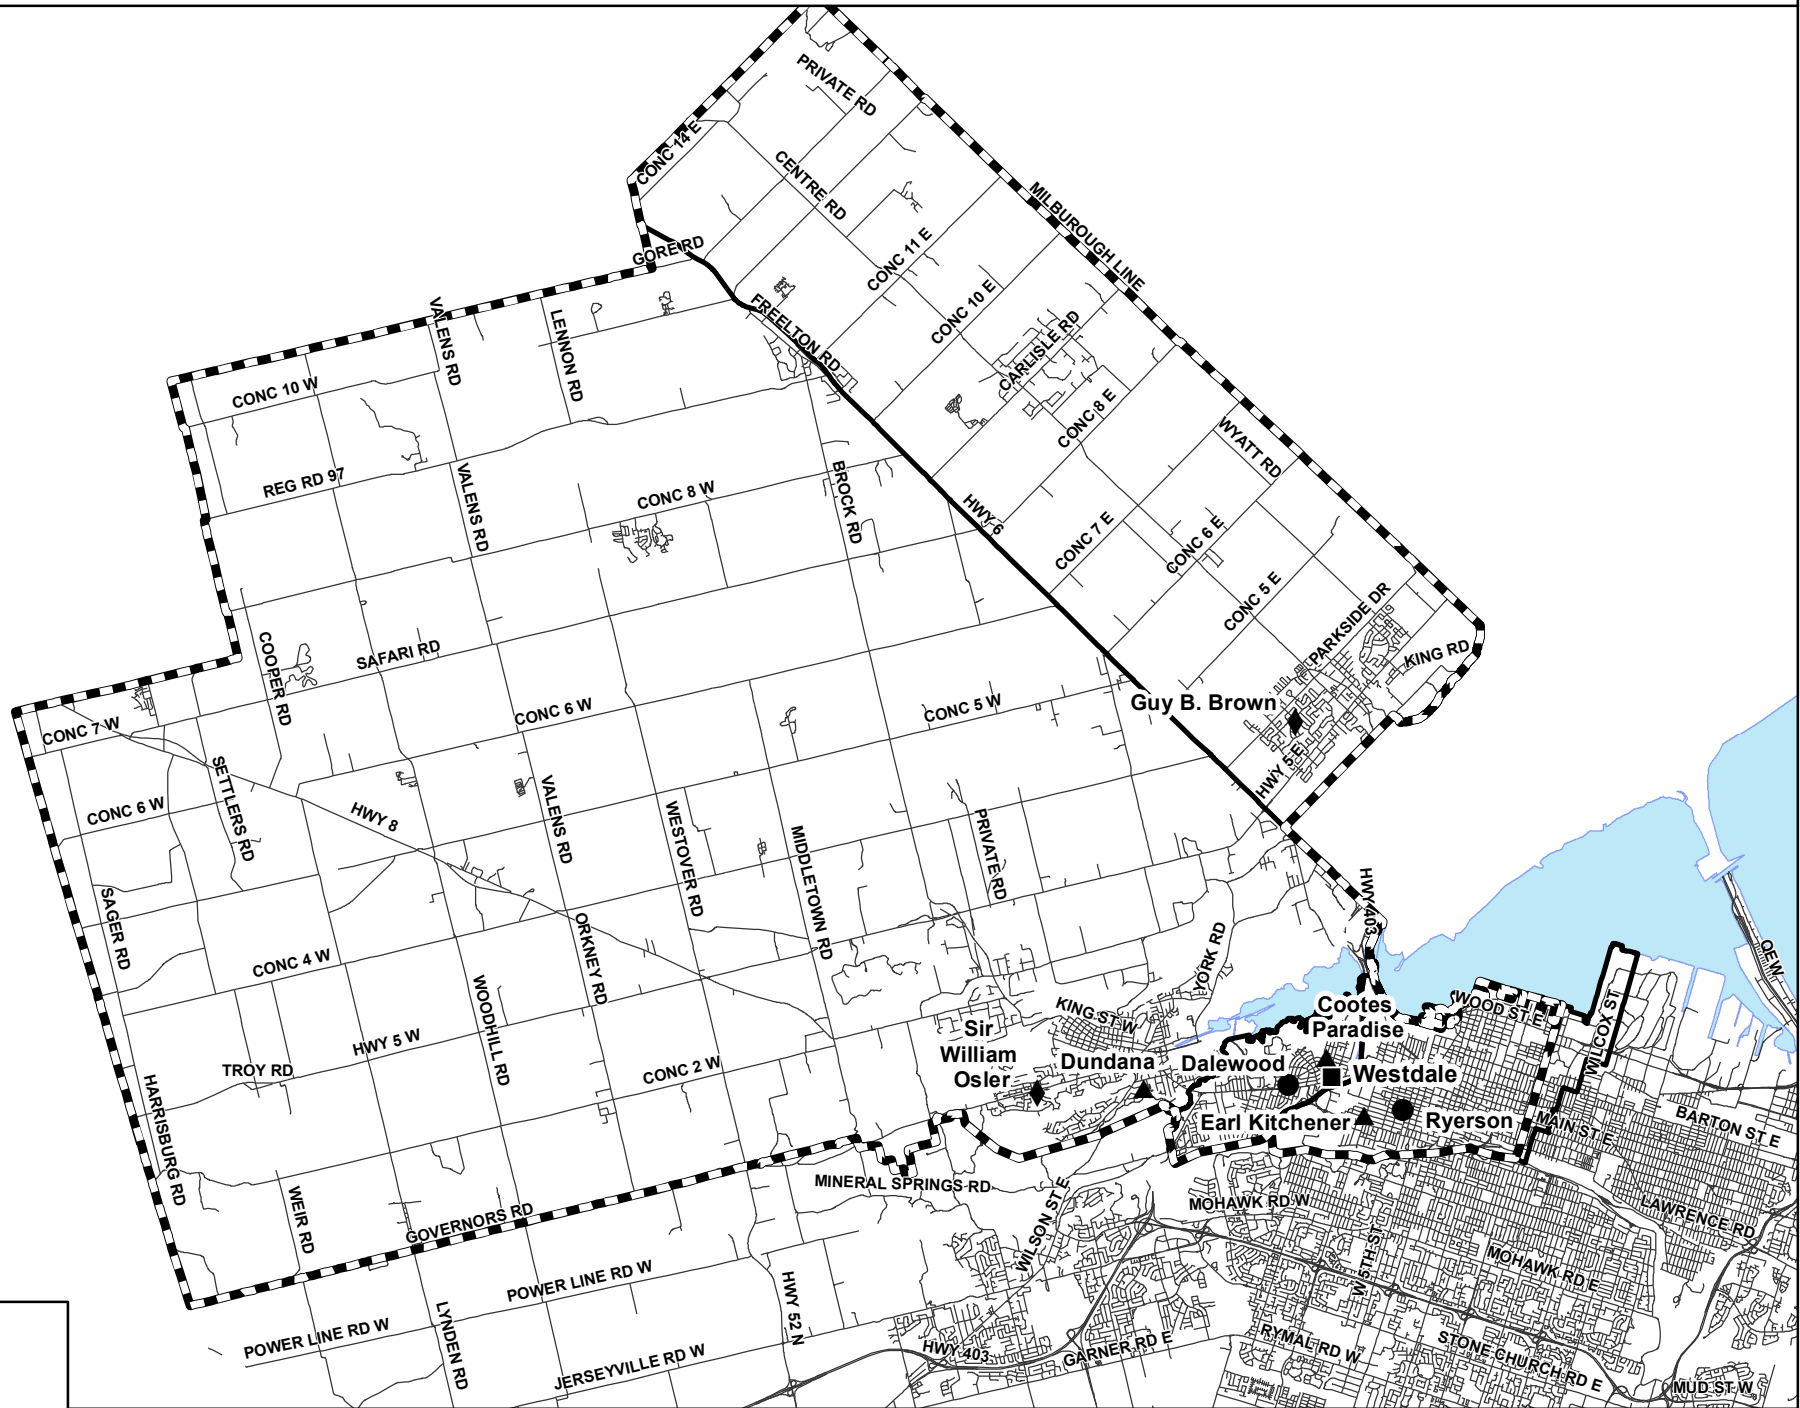 PRIVATE RD
CONC 14 E
CENTRE RD
MILBOROUGH LINE
GORE RD
CONC 11 E
VALENS RD
LENNON RD
FREELTON RD
CONC 10 E
CARLISLE RD
CONC 10 W
CONC 8 E
WYATT RD
REG RD 97
VALENS RD
CONC 8 W
BROCK RD
HWY 6
CONC 7 E
CONC 6 E
CONC 5 E
PARKSIDE DR
KING RD
COOPER RD
SAFARI RD
CONC 6 W
CONC 5 W
Guy B. Brown
CONC 7 W
SETTLERS RD
HWY 5 E
CONC 6 W
HWY 8
VALENS RD
WESTOVER RD
MIDDLETOWN RD
PRIVATE RD
HWY 403
SAGER RD
CONC 4 W
ORKNEY RD
YORK RD
QEW
WOODHILL RD
KING ST W
Cootes
Paradise
WOOD ST E
WILCOX ST
HWY 5 W
Sir
William
Osler
Dundana
Dalewood
Westdale
TROY RD
CONC 2 W
HARRISBURG RD
Earl Kitchener
Ryerson
MAIN ST E
BARTON ST E
MINERAL SPRINGS RD
WEIR RD
GOVERNORS RD
WILSON ST E
MOHAWK RD W
LAWRENCE RD
W 5TH ST
MOHAWK RD E
POWER LINE RD W
HWY 52 N
LYNDEN RD
POWER LINE RD W
JERSEYVILLE RD W
HWY 403
GARNER RD E
RYMAL RD W
STONE CHURCH RD E
MUD ST W